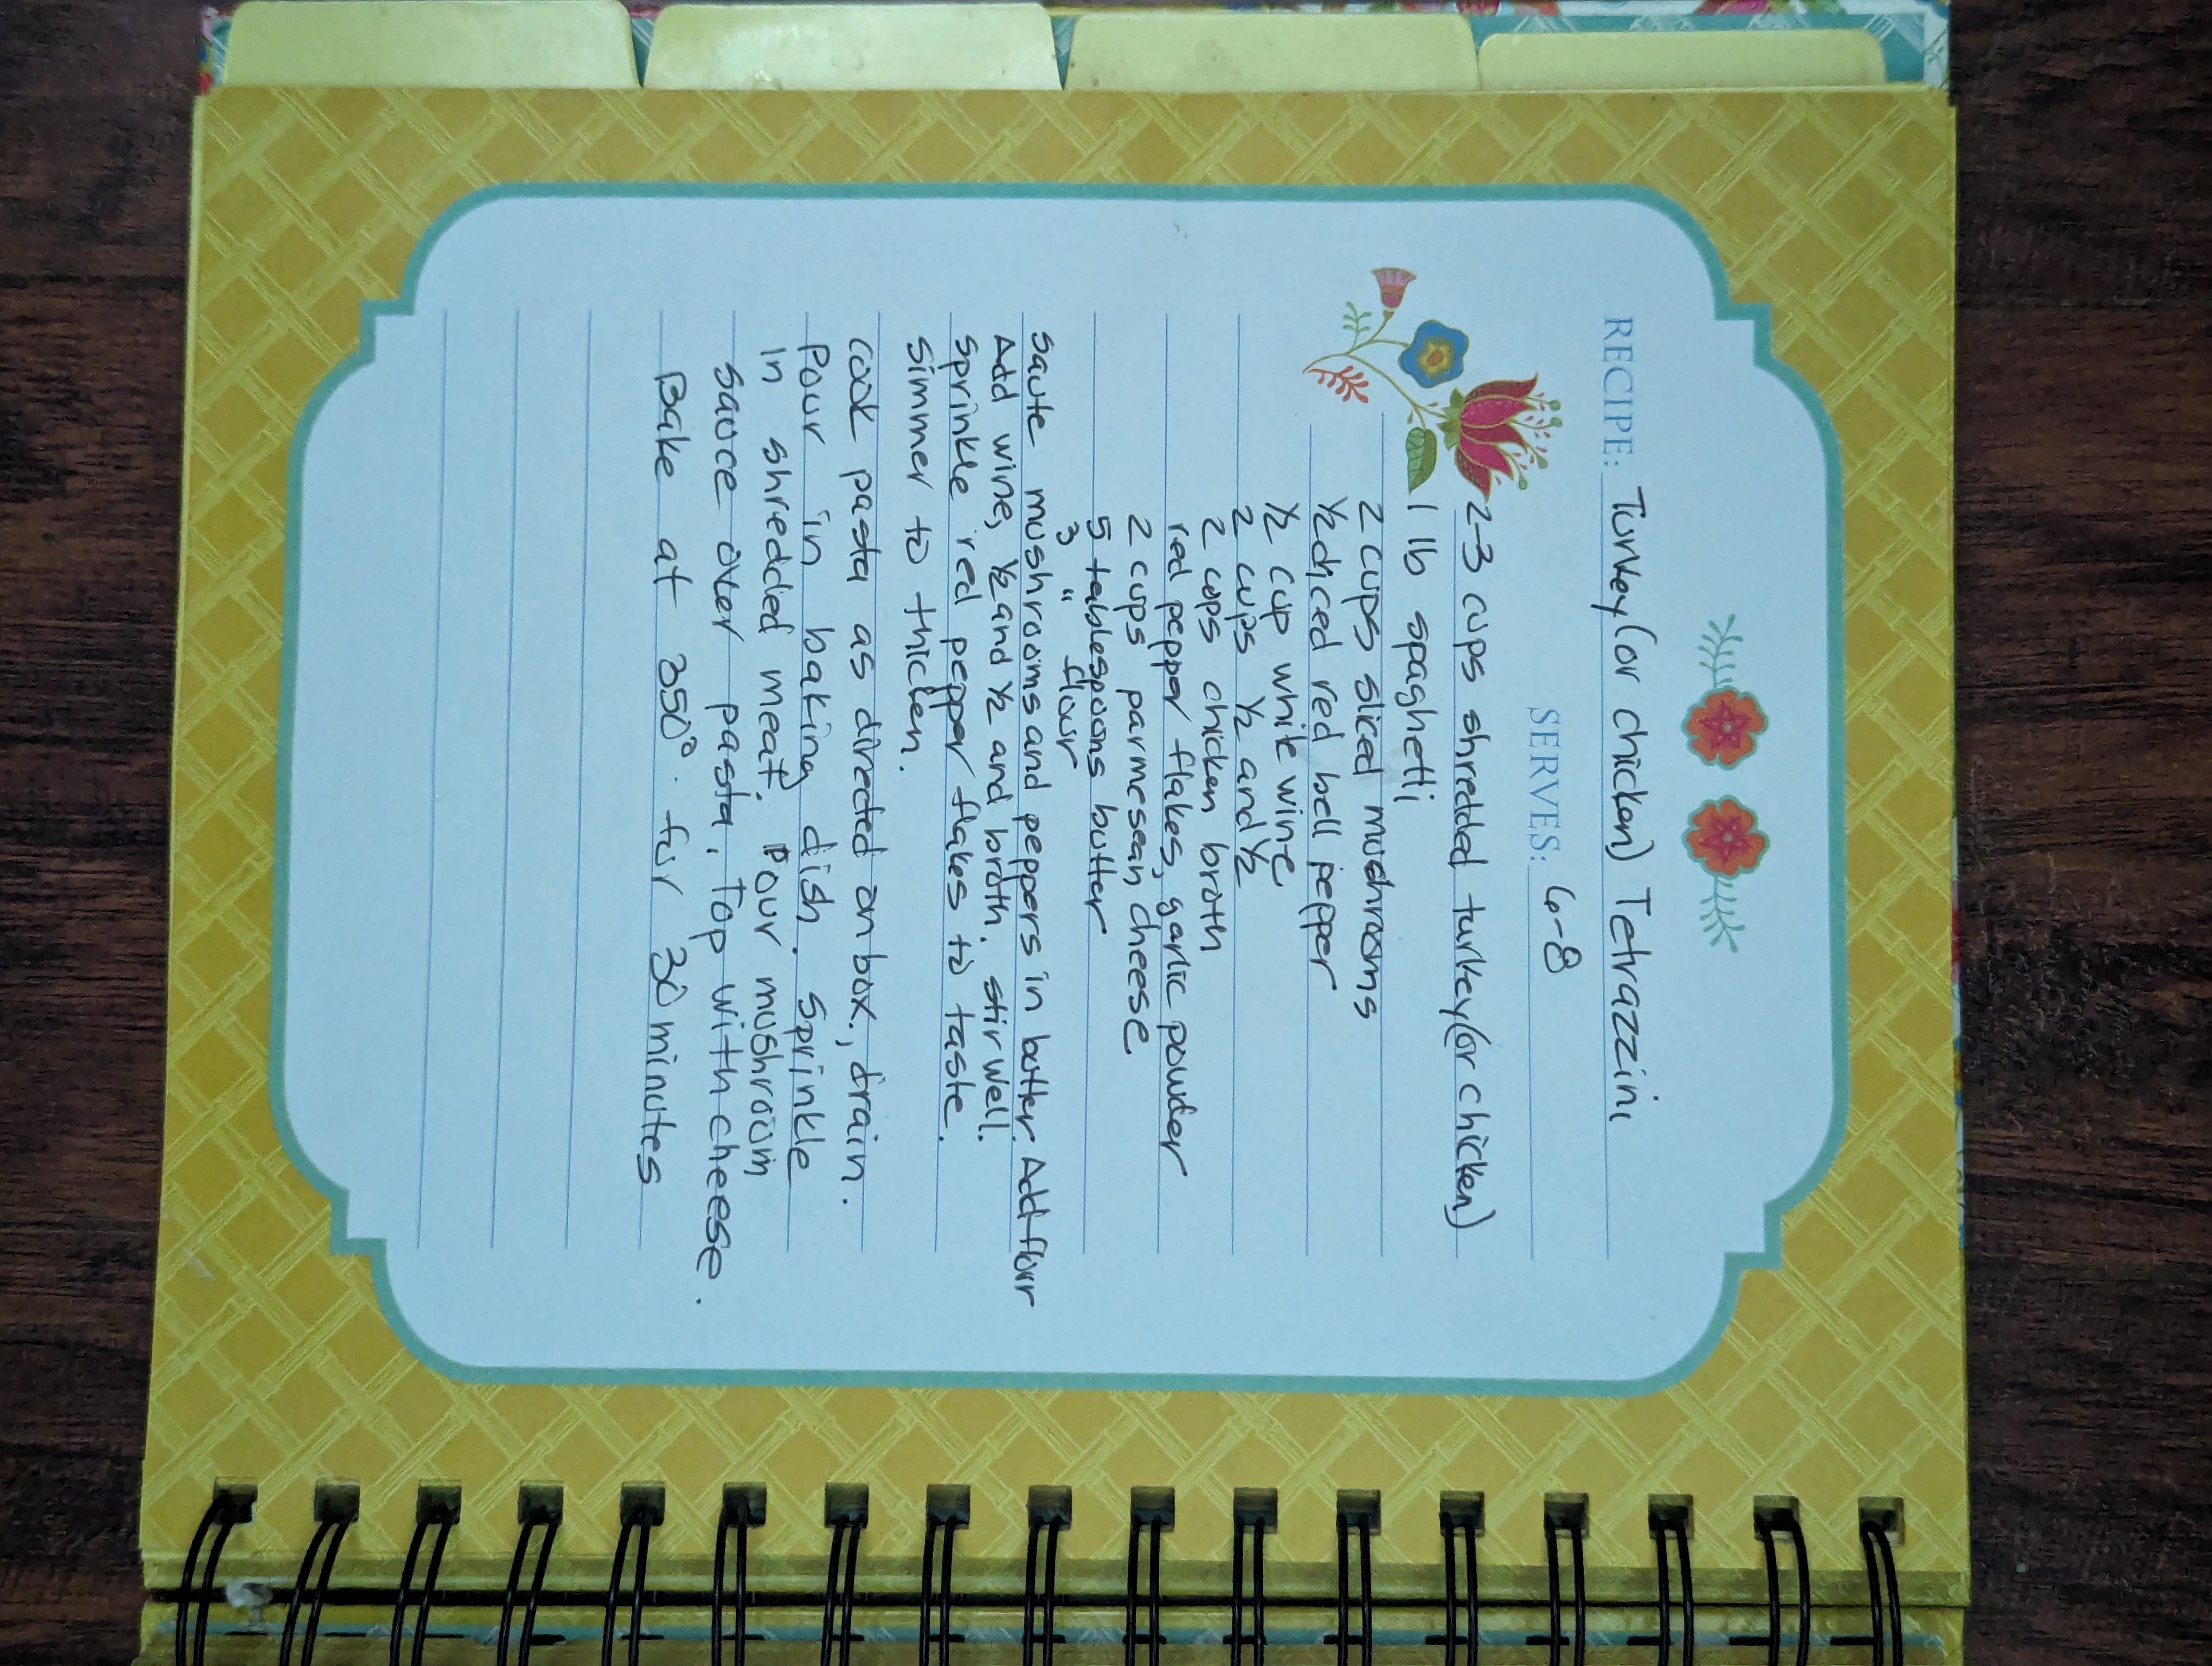 RECIPE: Turkey (or chicken) Tetrazzini
SERVES: 6-8
2-3 cups shredded turkey (or chicken)
1 lb spaghetti
2 cups sliced mushrooms
½ diced red bell pepper
½ cup white wine
2 cups ½ and ½
2 cups chicken broth
red pepper flakes, garlic powder
2 cups parmesean cheese
5 tablespoons butter
3 " flour
Saute mushrooms and peppers in butter. Add flour
Add wine, ½ and ½ and broth. stir well.
Sprinkle red pepper flakes to taste.
Simmer to thicken.
Cook pasta as directed on box, drain.
Pour in baking dish. Sprinkle
in shredded meat. Pour mushroom
sauce over pasta. Top with cheese.
Bake at 350°. for 30 minutes